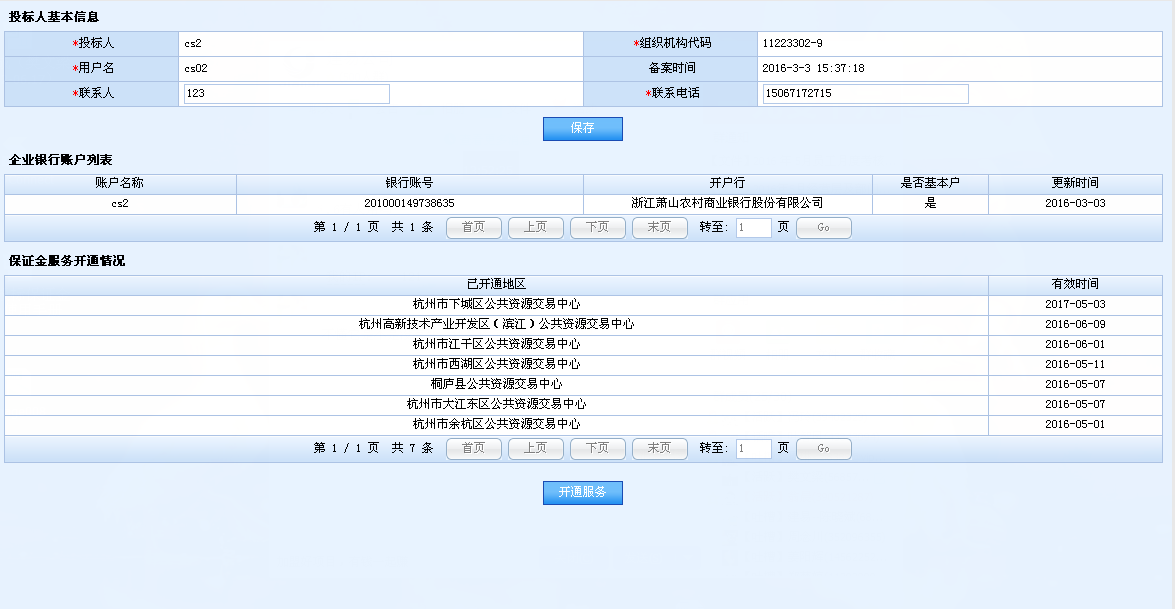 投标人基本信息
*投标人 cs2 *组织机构代码 11223302-9
*用户名 cs02 备案时间 2016-3-3 15:37:18
*联系人 123 *联系电话 15067172715
保存
企业银行账户列表
账户名称 银行账号 开户行 是否基本户 更新时间
cs2 201000149738635 浙江萧山农村商业银行股份有限公司 是 2016-03-03
第 1 / 1 页 共 1 条 首页 上页 下页 末页 转至: 1 页 Go
保证金服务开通情况
已开通地区 有效时间
杭州市下城区公共资源交易中心 2017-05-03
杭州高新技术产业开发区(滨江)公共资源交易中心 2016-06-09
杭州市江干区公共资源交易中心 2016-06-01
杭州市西湖区公共资源交易中心 2016-05-11
桐庐县公共资源交易中心 2016-05-07
杭州市大江东区公共资源交易中心 2016-05-07
杭州市余杭区公共资源交易中心 2016-05-01
第 1 / 1 页 共 7 条 首页 上页 下页 末页 转至: 1 页 Go
开通服务